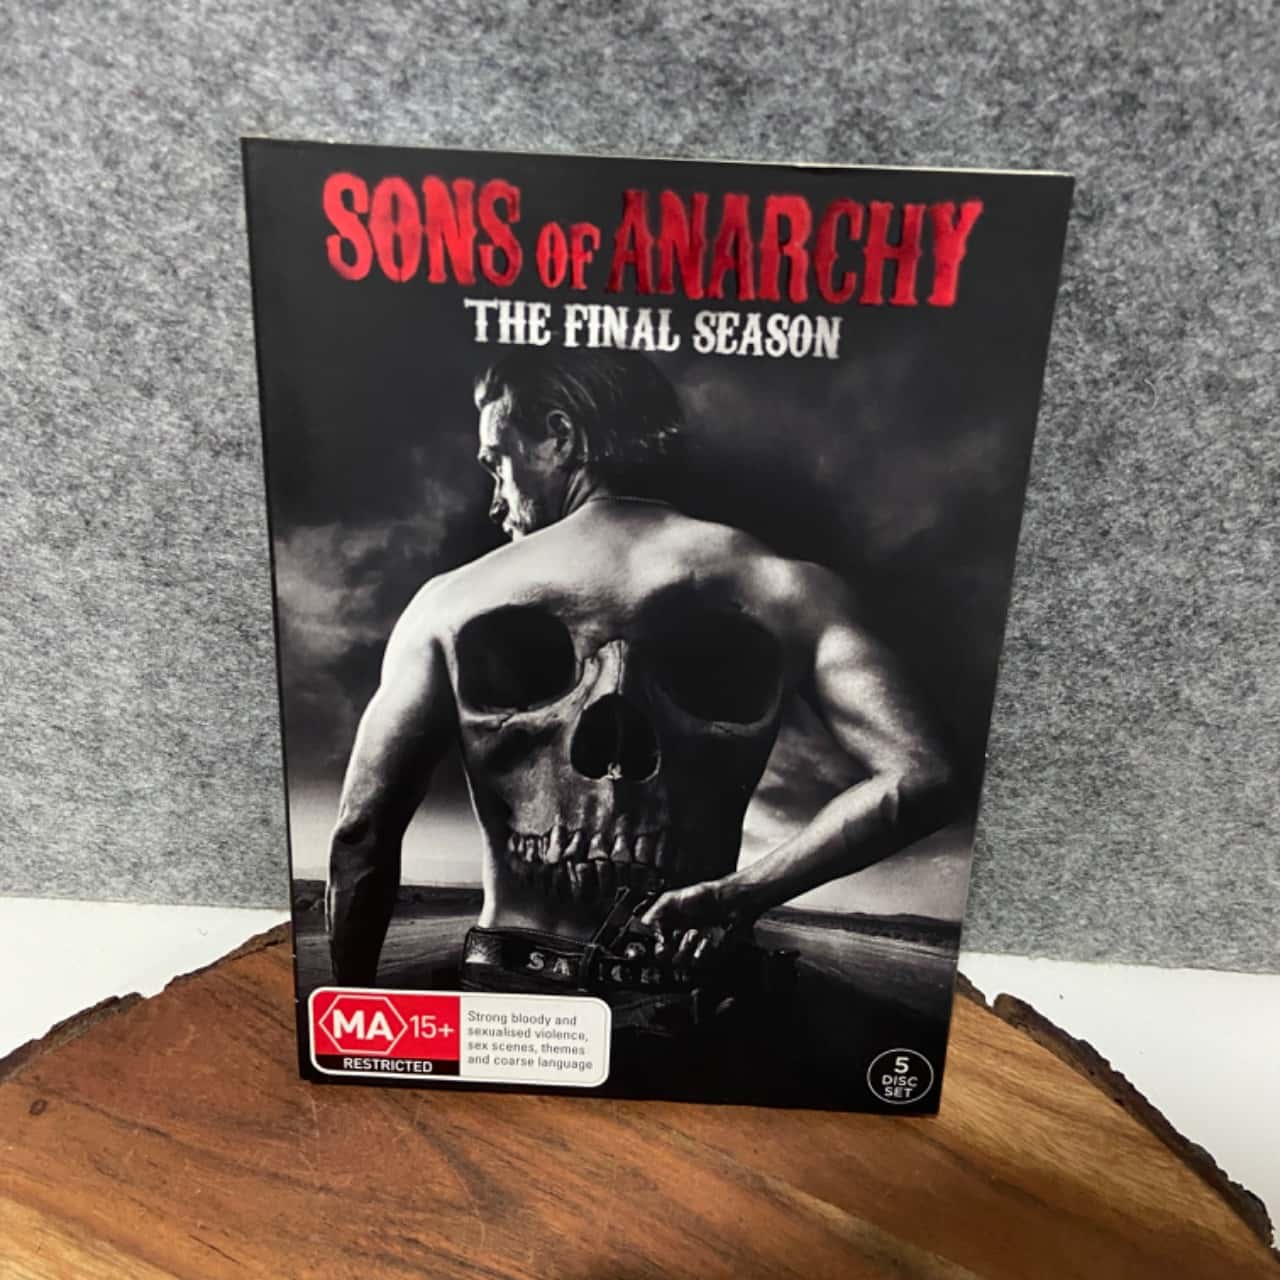 SONS OF ANARCHY
THE FINAL SEASON
SA
MA 15+
RESTRICTED
Strong bloody and
sexualised violence,
sex scenes, themes
and coarse language
5
DISC
SET